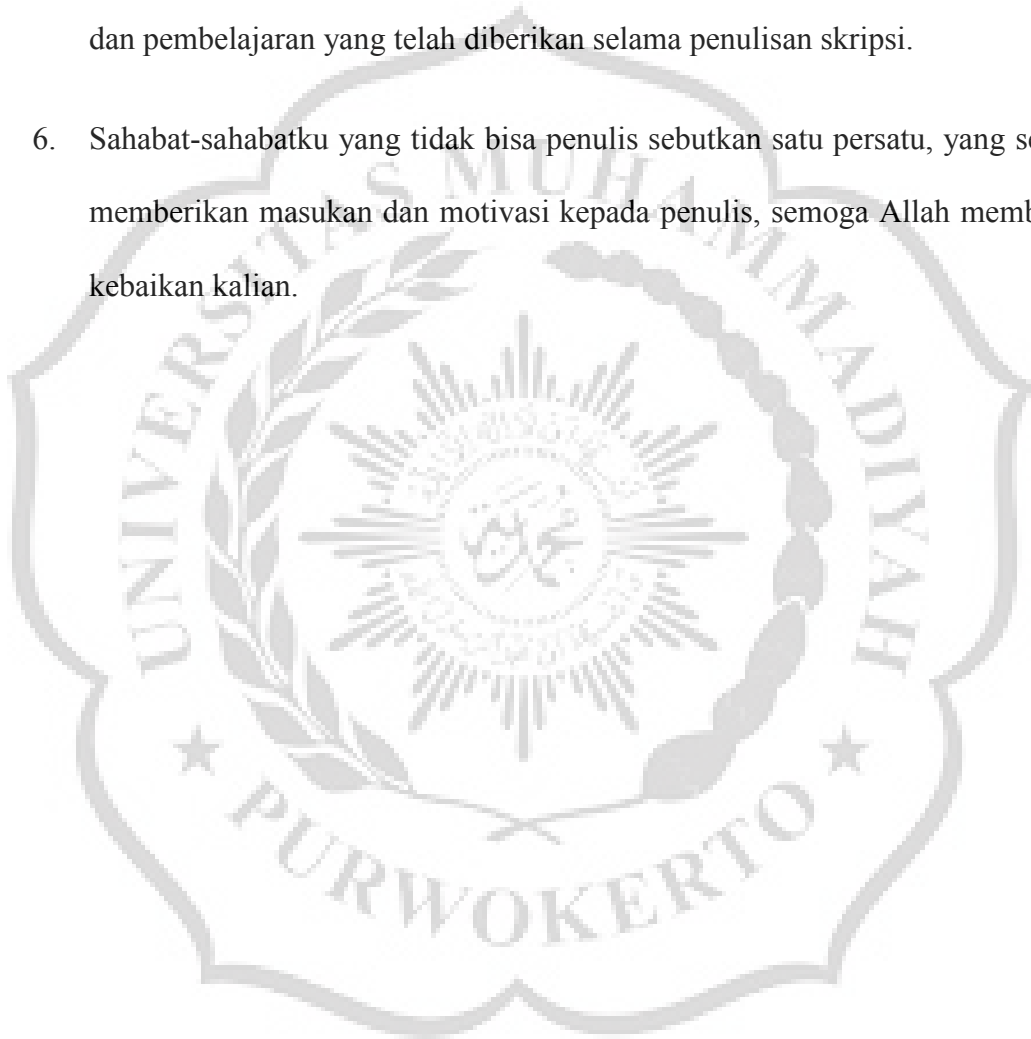 dan pembelajaran yang telah diberikan selama penulisan skripsi.
6. Sahabat-sahabatku yang tidak bisa penulis sebutkan satu persatu, yang
memberikan masukan dan motivasi kepada penulis, semoga Allah
kebaikan kalian.
UNIVERSITAS MUHAMMADIYAH
PURWOKERTO